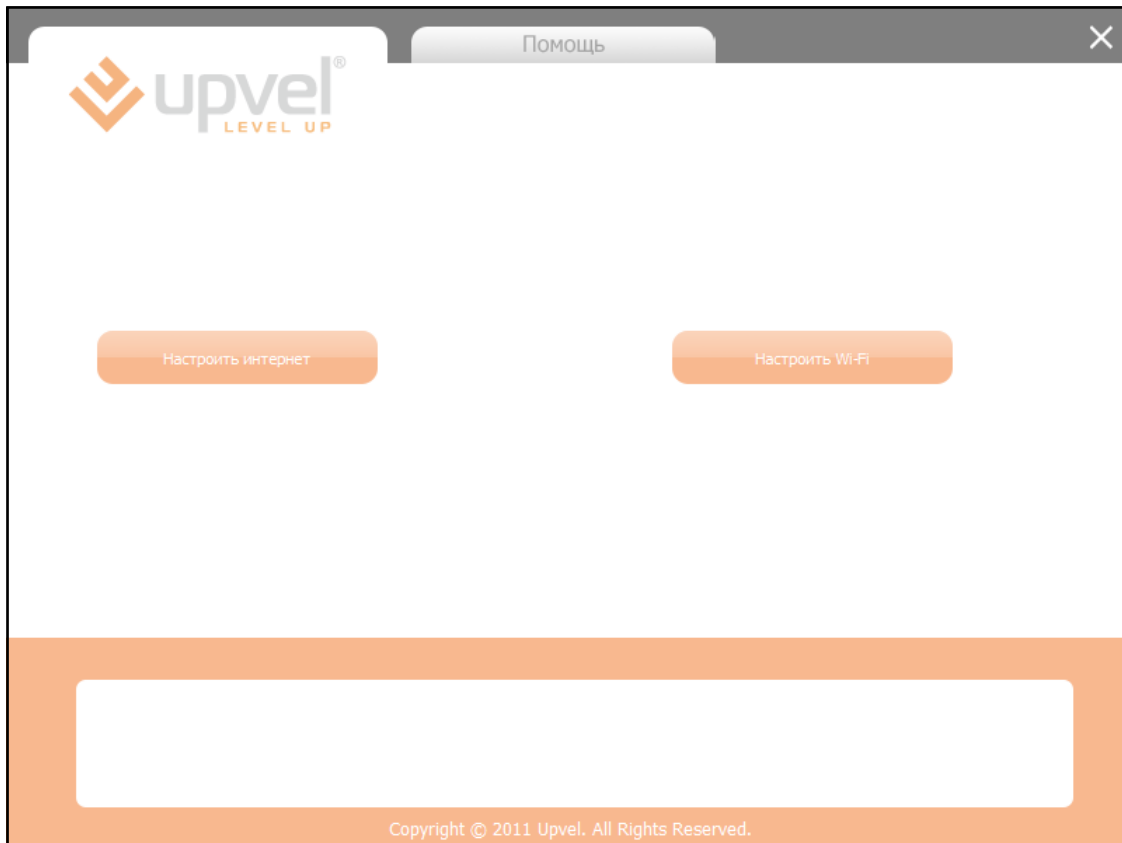 Помощь
upvel®
LEVEL UP
Настроить интернет
Настроить Wi-Fi
Copyright © 2011 Upvel. All Rights Reserved.